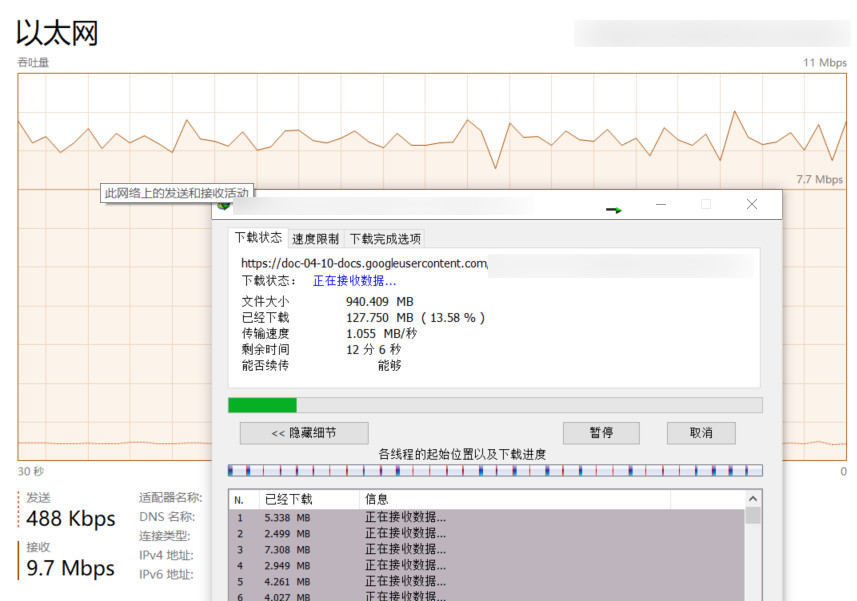 以太网
吞吐量 11 Mbps
7.7 Mbps
此网络上的发送和接收活动
下载状态 速度限制 下载完成选项
https://doc-04-10-docs.googleusercontent.com
下载状态： 正在接收数据...
文件大小 940.409 MB
已经下载 127.750 MB ( 13.58 % )
传输速度 1.055 MB/秒
剩余时间 12 分 6 秒
能否续传 能够
<< 隐藏细节 暂停 取消
各线程的起始位置以及下载进度
30 秒 0
N. 已经下载 信息
1 5.338 MB 正在接收数据...
2 2.499 MB 正在接收数据...
3 7.308 MB 正在接收数据...
4 2.949 MB 正在接收数据...
5 4.261 MB 正在接收数据...
6 4.027 MB 正在接收数据...
发送
488 Kbps
接收
9.7 Mbps
适配器名称:
DNS 名称:
连接类型:
IPv4 地址:
IPv6 地址: